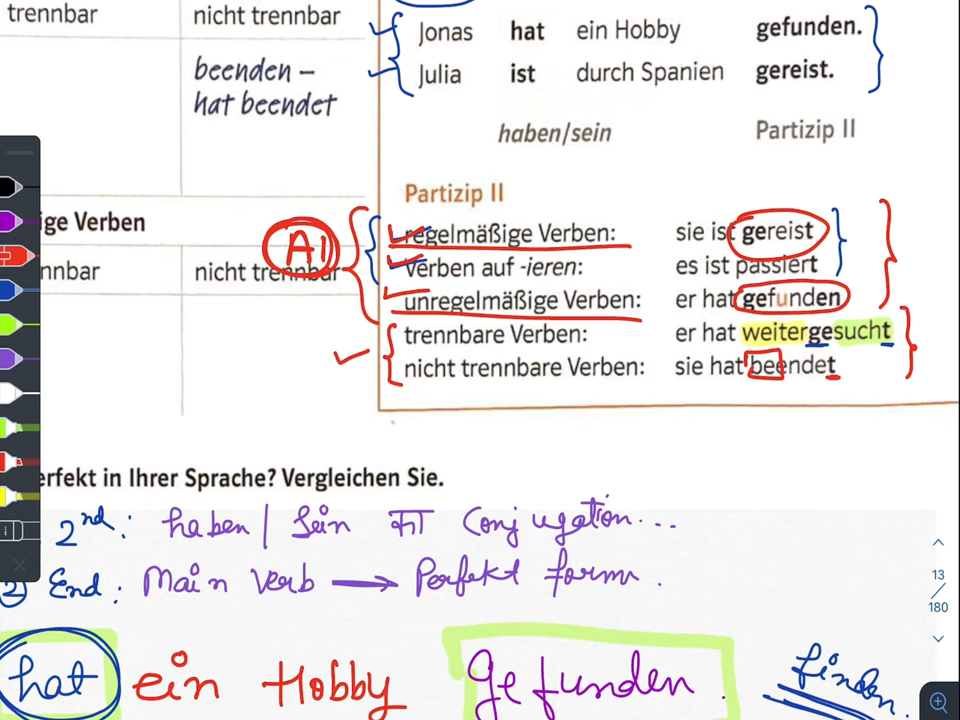 trennbar
nicht trennbar
beenden –
hat beendet
ige Verben
nnbar
nicht trennbar
Jonas hat ein Hobby gefunden.
Julia ist durch Spanien gereist.
haben/sein Partizip II
Partizip II
A1
regelmäßige Verben: sie ist gereist
Verben auf -ieren: es ist passiert
unregelmäßige Verben: er hat gefunden
trennbare Verben: er hat weitergesucht
nicht trennbare Verben: sie hat beendet
erfekt in Ihrer Sprache? Vergleichen Sie.
2nd: haben / sein का Conjugation...
2 End: Main Verb → Perfekt form.
hat ein Hobby gefunden. finden.
13
/
180